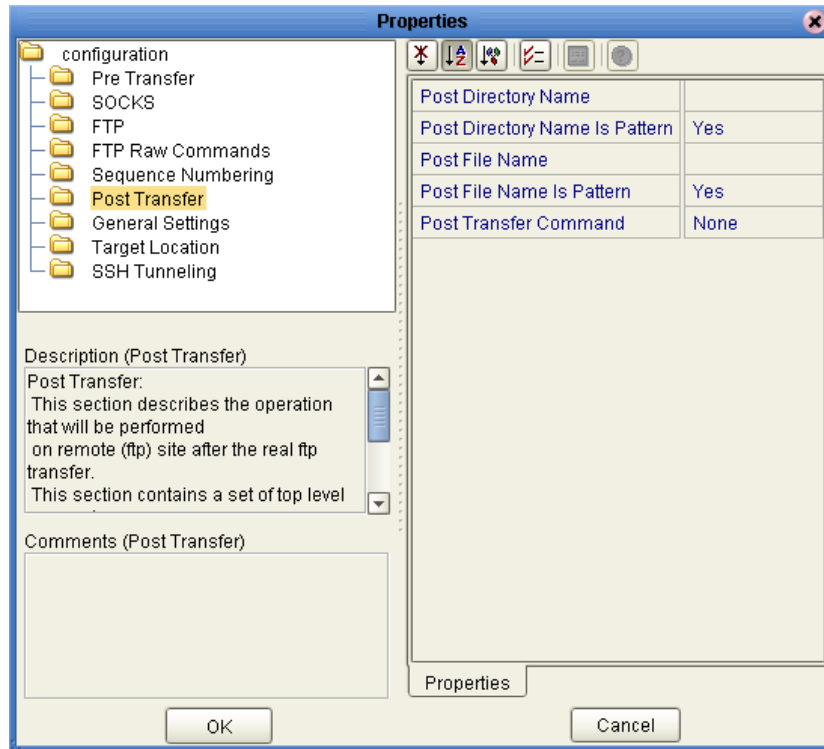 Properties
configuration
Pre Transfer
SOCKS
FTP
FTP Raw Commands
Sequence Numbering
Post Transfer
General Settings
Target Location
SSH Tunneling
Description (Post Transfer)
Post Transfer:
This section describes the operation
that will be performed
on remote (ftp) site after the real ftp
transfer.
This section contains a set of top level
Comments (Post Transfer)
Post Directory Name
Post Directory Name Is Pattern Yes
Post File Name
Post File Name Is Pattern Yes
Post Transfer Command None
Properties
OK
Cancel